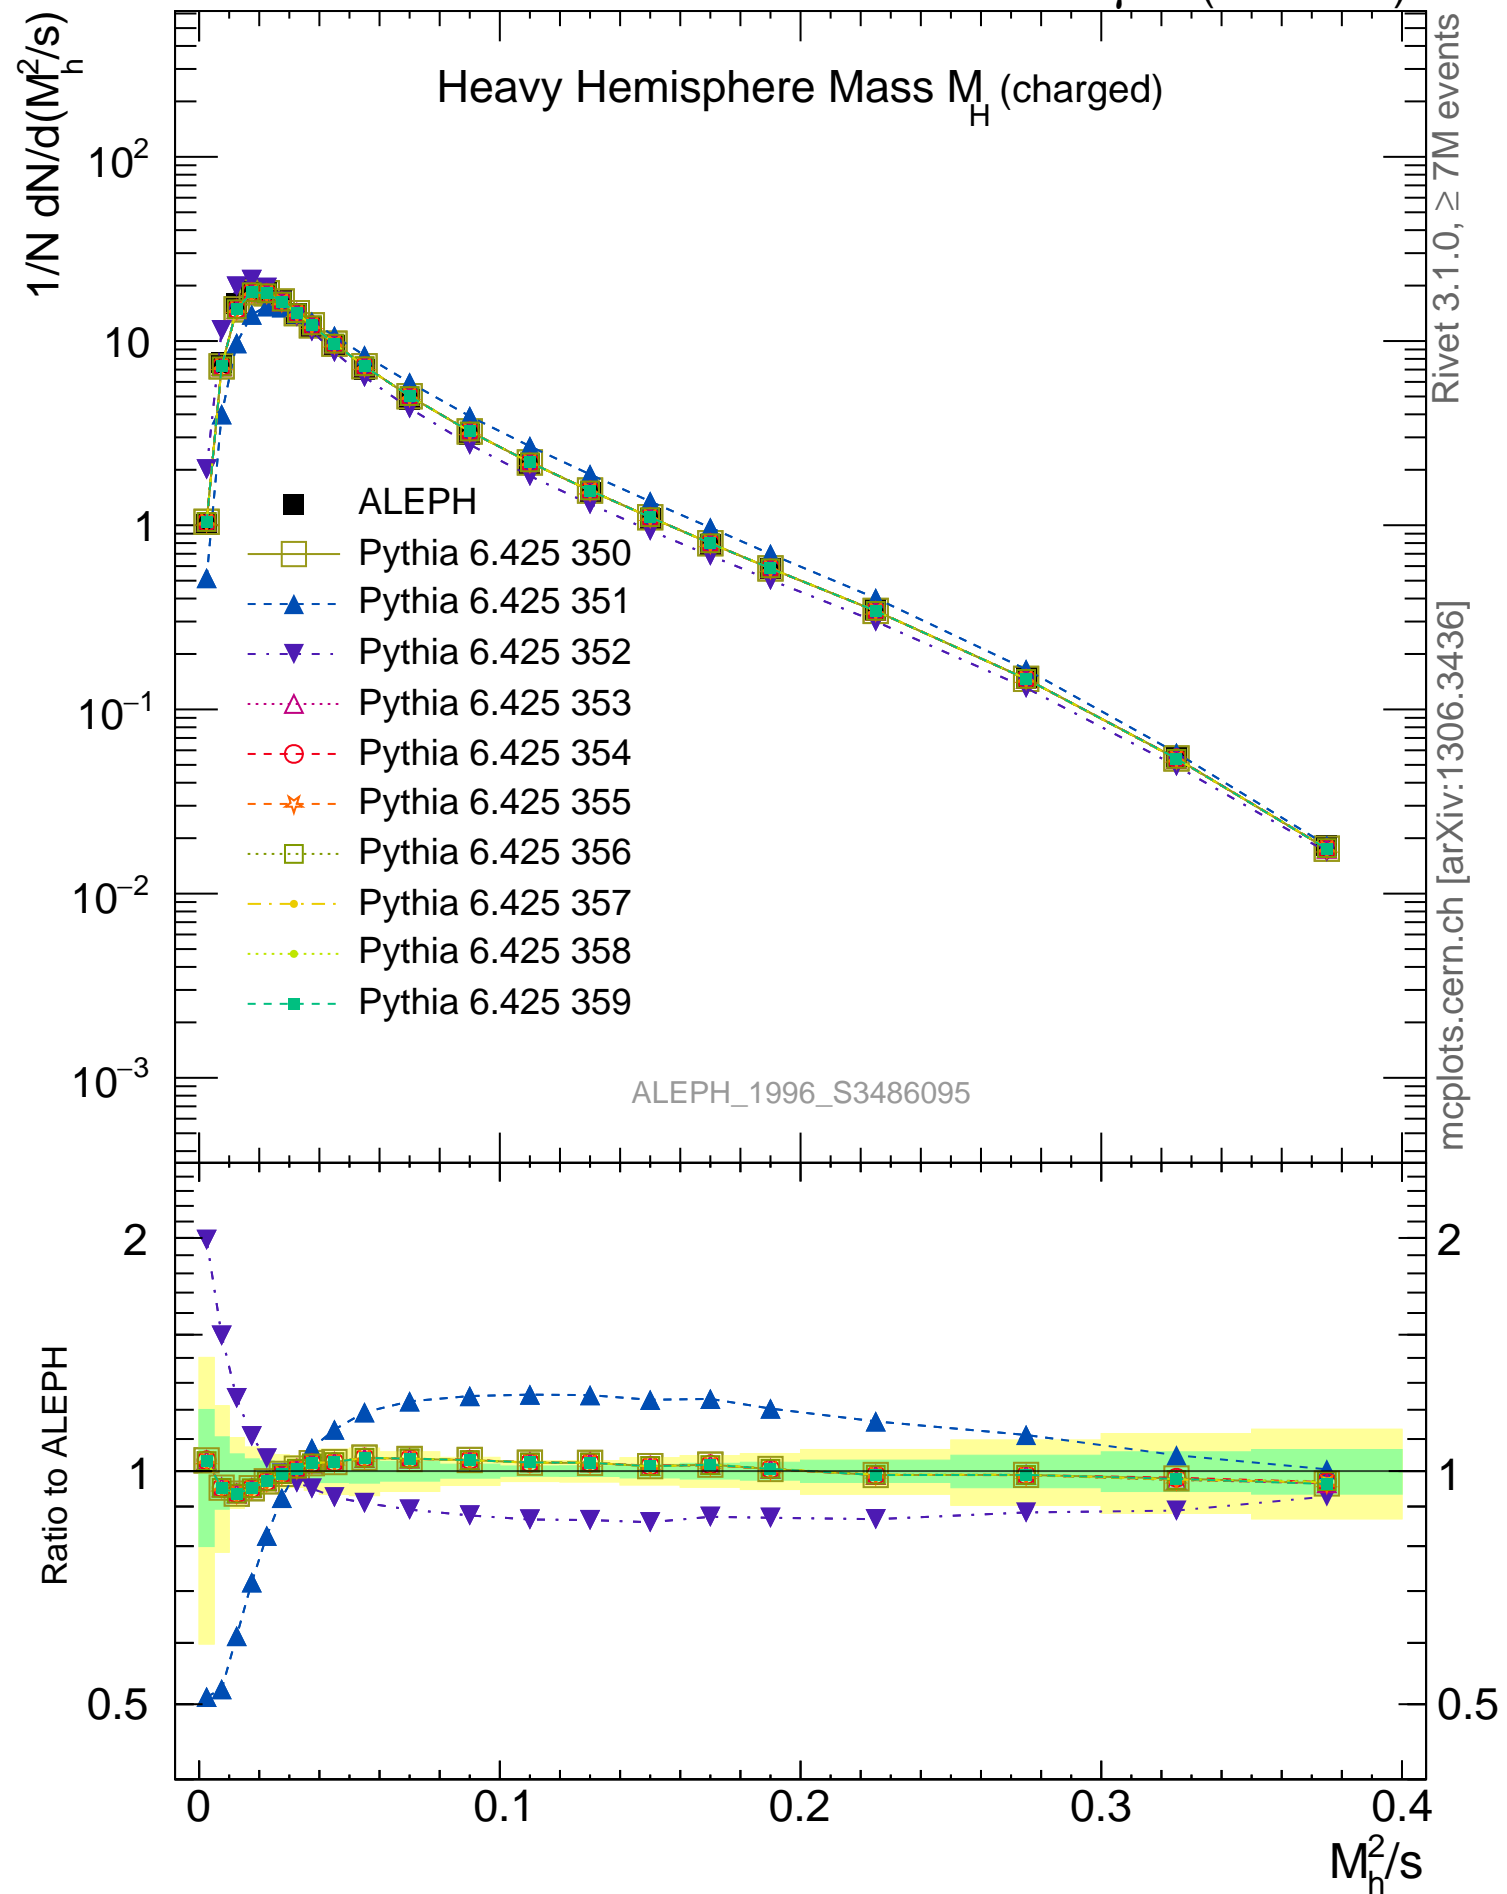 Heavy Hemisphere Mass M_H (charged)
1/N dN/d(M_h^2/s)
10^2
10
1
10^−1
10^−2
10^−3
ALEPH
Pythia 6.425 350
Pythia 6.425 351
Pythia 6.425 352
Pythia 6.425 353
Pythia 6.425 354
Pythia 6.425 355
Pythia 6.425 356
Pythia 6.425 357
Pythia 6.425 358
Pythia 6.425 359
ALEPH_1996_S3486095
Rivet 3.1.0, ≥ 7M events
mcplots.cern.ch [arXiv:1306.3436]
Ratio to ALEPH
2
1
0.5
2
1
0.5
0 0.1 0.2 0.3 0.4
M_h^2/s